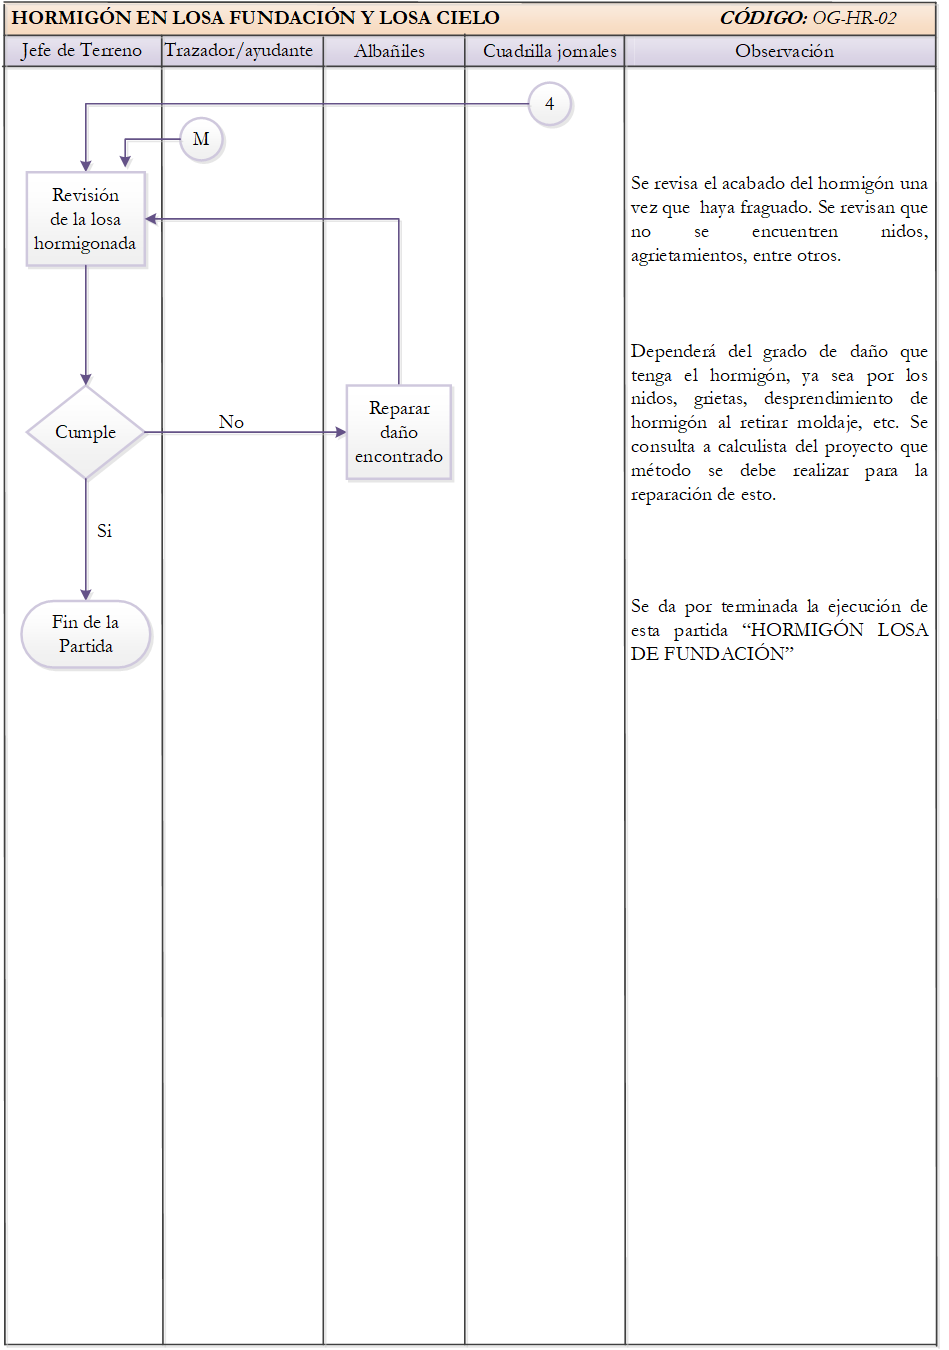 HORMIGÓN EN LOSA FUNDACIÓN Y LOSA CIELO
CÓDIGO: OG-HR-02
Jefe de Terreno
Trazador/ayudante
Albañiles
Cuadrilla jornales
Observación
4
M
Revisión
de la losa
hormigonada
Se revisa el acabado del hormigón una
vez que haya fraguado. Se revisan que
no se encuentren nidos,
agrietamientos, entre otros.
Cumple
No
Reparar
daño
encontrado
Dependerá del grado de daño que
tenga el hormigón, ya sea por los
nidos, grietas, desprendimiento de
hormigón al retirar moldaje, etc. Se
consulta a calculista del proyecto que
método se debe realizar para la
reparación de esto.
Si
Fin de la
Partida
Se da por terminada la ejecución de
esta partida “HORMIGÓN LOSA
DE FUNDACIÓN”